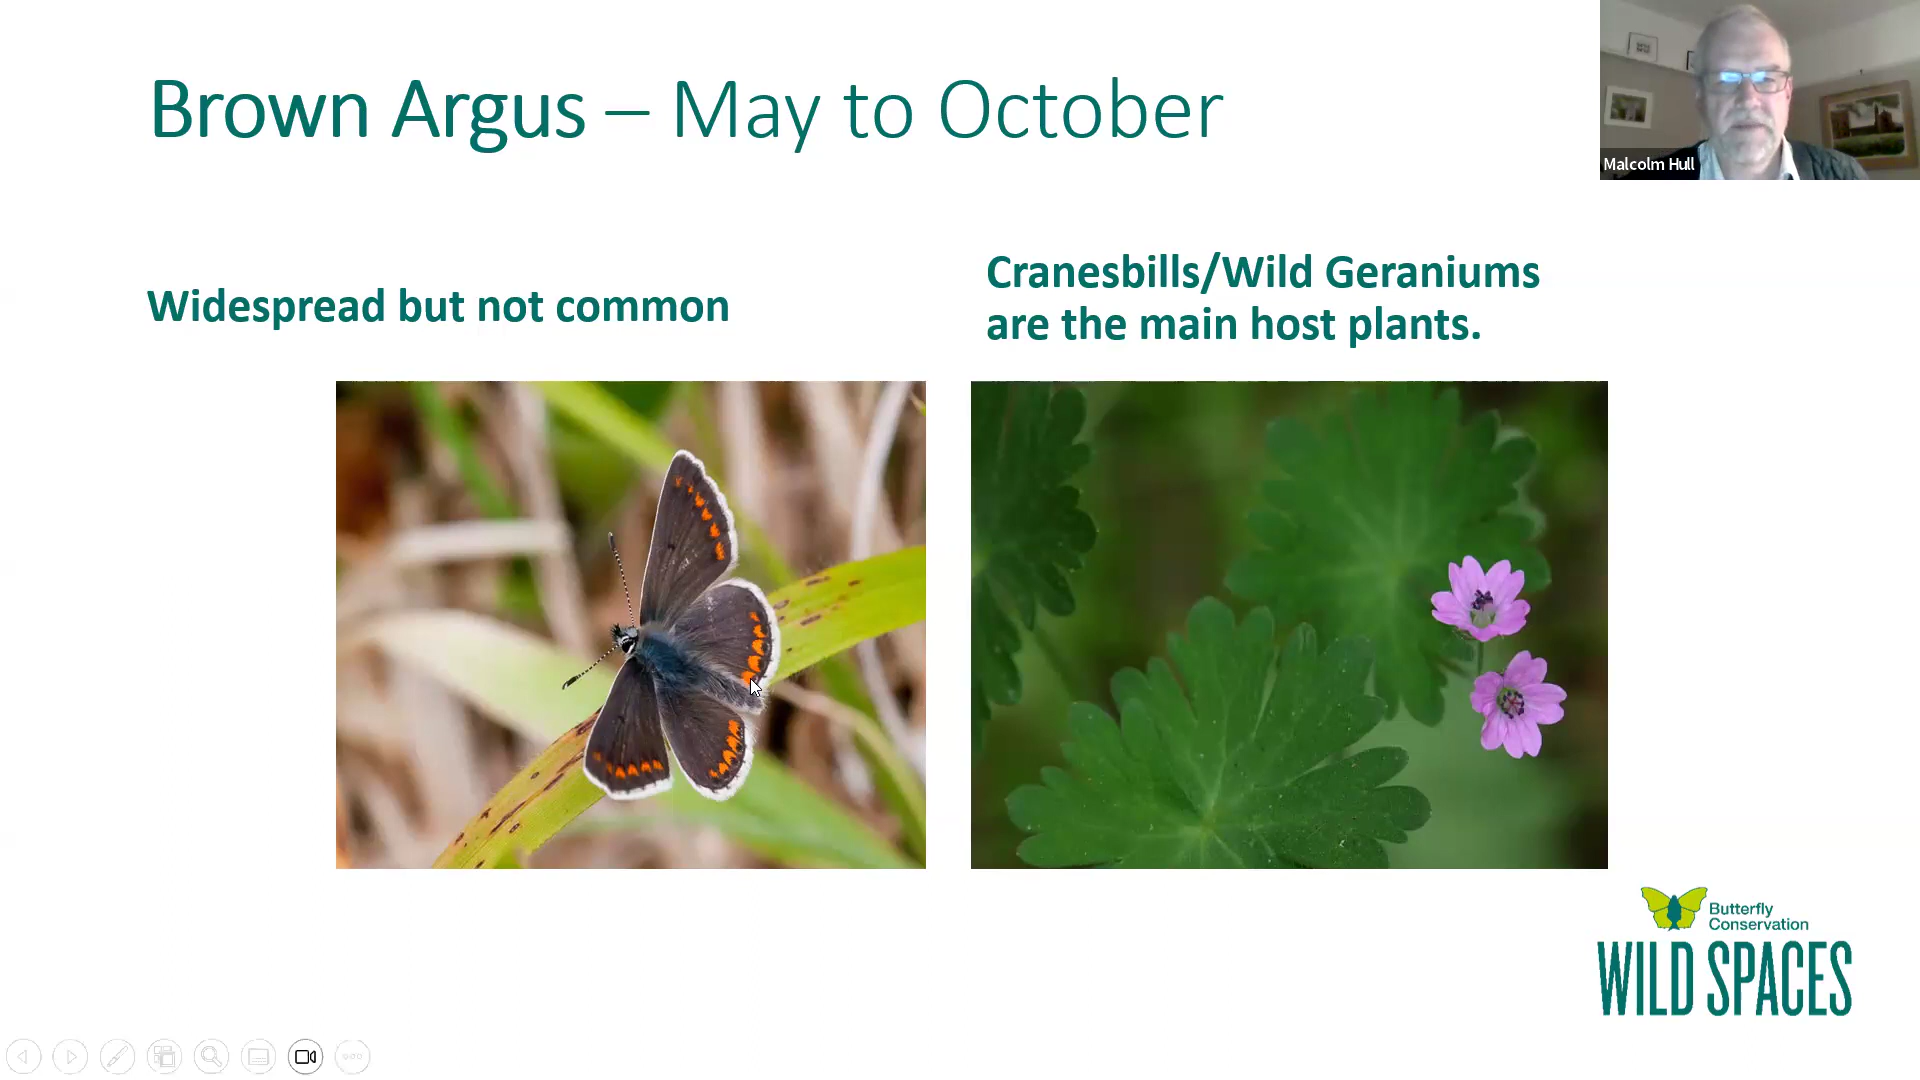 Brown Argus – May to October
Malcolm Hull
Widespread but not common
Cranesbills/Wild Geraniums
are the main host plants.
Butterfly
Conservation
WILD SPACES